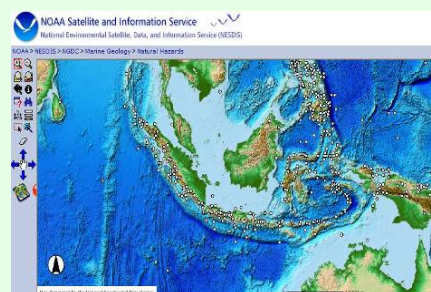 NOAA Satellite and Information Service
National Environmental Satellite, Data, and Information Service (NESDIS)
NOAA > NESDIS > NGDC > Marine Geology > Natural Hazards